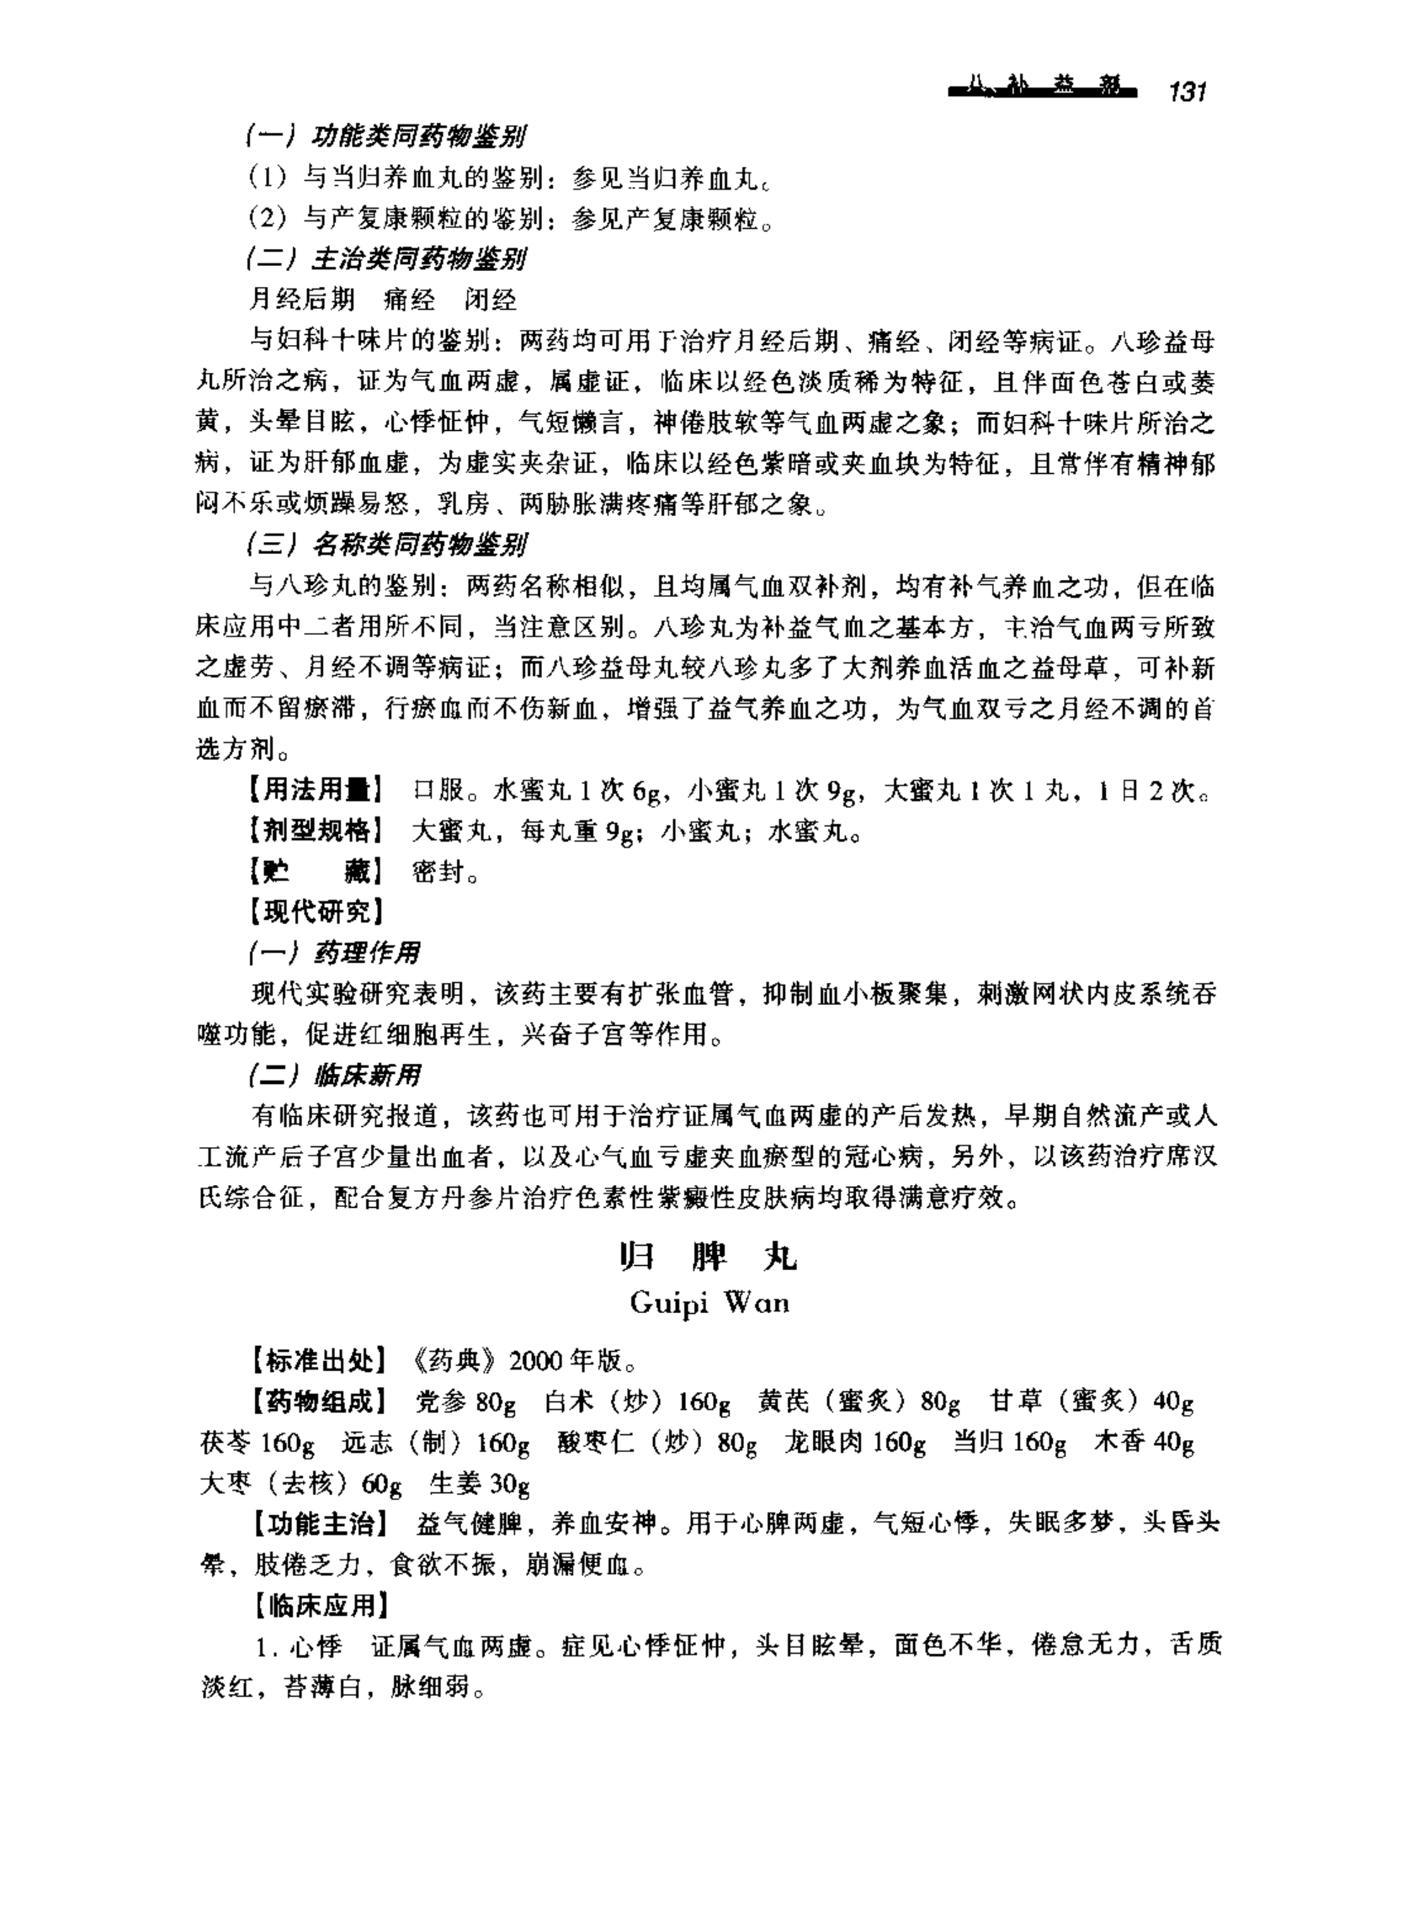 八、补益剂 131
（一）功能类同药物鉴别
（1）与当归养血丸的鉴别：参见当归养血丸。
（2）与产复康颗粒的鉴别：参见产复康颗粒。
（二）主治类同药物鉴别
月经后期 痛经 闭经
与妇科十味片的鉴别：两药均可用于治疗月经后期、痛经、闭经等病证。八珍益母
丸所治之病，证为气血两虚，属虚证，临床以经色淡质稀为特征，且伴面色苍白或萎
黄，头晕目眩，心悸怔忡，气短懒言，神倦肢软等气血两虚之象；而妇科十味片所治之
病，证为肝郁血虚，为虚实夹杂证，临床以经色紫暗或夹血块为特征，且常伴有精神郁
闷不乐或烦躁易怒，乳房、两胁胀满疼痛等肝郁之象。
（三）名称类同药物鉴别
与八珍丸的鉴别：两药名称相似，且均属气血双补剂，均有补气养血之功，但在临
床应用中二者用所不同，当注意区别。八珍丸为补益气血之基本方，主治气血两亏所致
之虚劳、月经不调等病证；而八珍益母丸较八珍丸多了大剂养血活血之益母草，可补新
血而不留瘀滞，行瘀血而不伤新血，增强了益气养血之功，为气血双亏之月经不调的首
选方剂。
【用法用量】 口服。水蜜丸1次6g，小蜜丸1次9g，大蜜丸1次1丸，1日2次。
【剂型规格】 大蜜丸，每丸重9g；小蜜丸；水蜜丸。
【贮 藏】 密封。
【现代研究】
（一）药理作用
现代实验研究表明，该药主要有扩张血管，抑制血小板聚集，刺激网状内皮系统吞
噬功能，促进红细胞再生，兴奋子宫等作用。
（二）临床新用
有临床研究报道，该药也可用于治疗证属气血两虚的产后发热，早期自然流产或人
工流产后子宫少量出血者，以及心气血亏虚夹血瘀型的冠心病，另外，以该药治疗席汉
氏综合征，配合复方丹参片治疗色素性紫癜性皮肤病均取得满意疗效。
归 脾 丸
Guipi Wan
【标准出处】《药典》2000年版。
【药物组成】 党参80g 白术（炒）160g 黄芪（蜜炙）80g 甘草（蜜炙）40g
茯苓160g 远志（制）160g 酸枣仁（炒）80g 龙眼肉160g 当归160g 木香40g
大枣（去核）60g 生姜30g
【功能主治】 益气健脾，养血安神。用于心脾两虚，气短心悸，失眠多梦，头昏头
晕，肢倦乏力，食欲不振，崩漏便血。
【临床应用】
1. 心悸 证属气血两虚。症见心悸怔忡，头目眩晕，面色不华，倦怠无力，舌质
淡红，苔薄白，脉细弱。